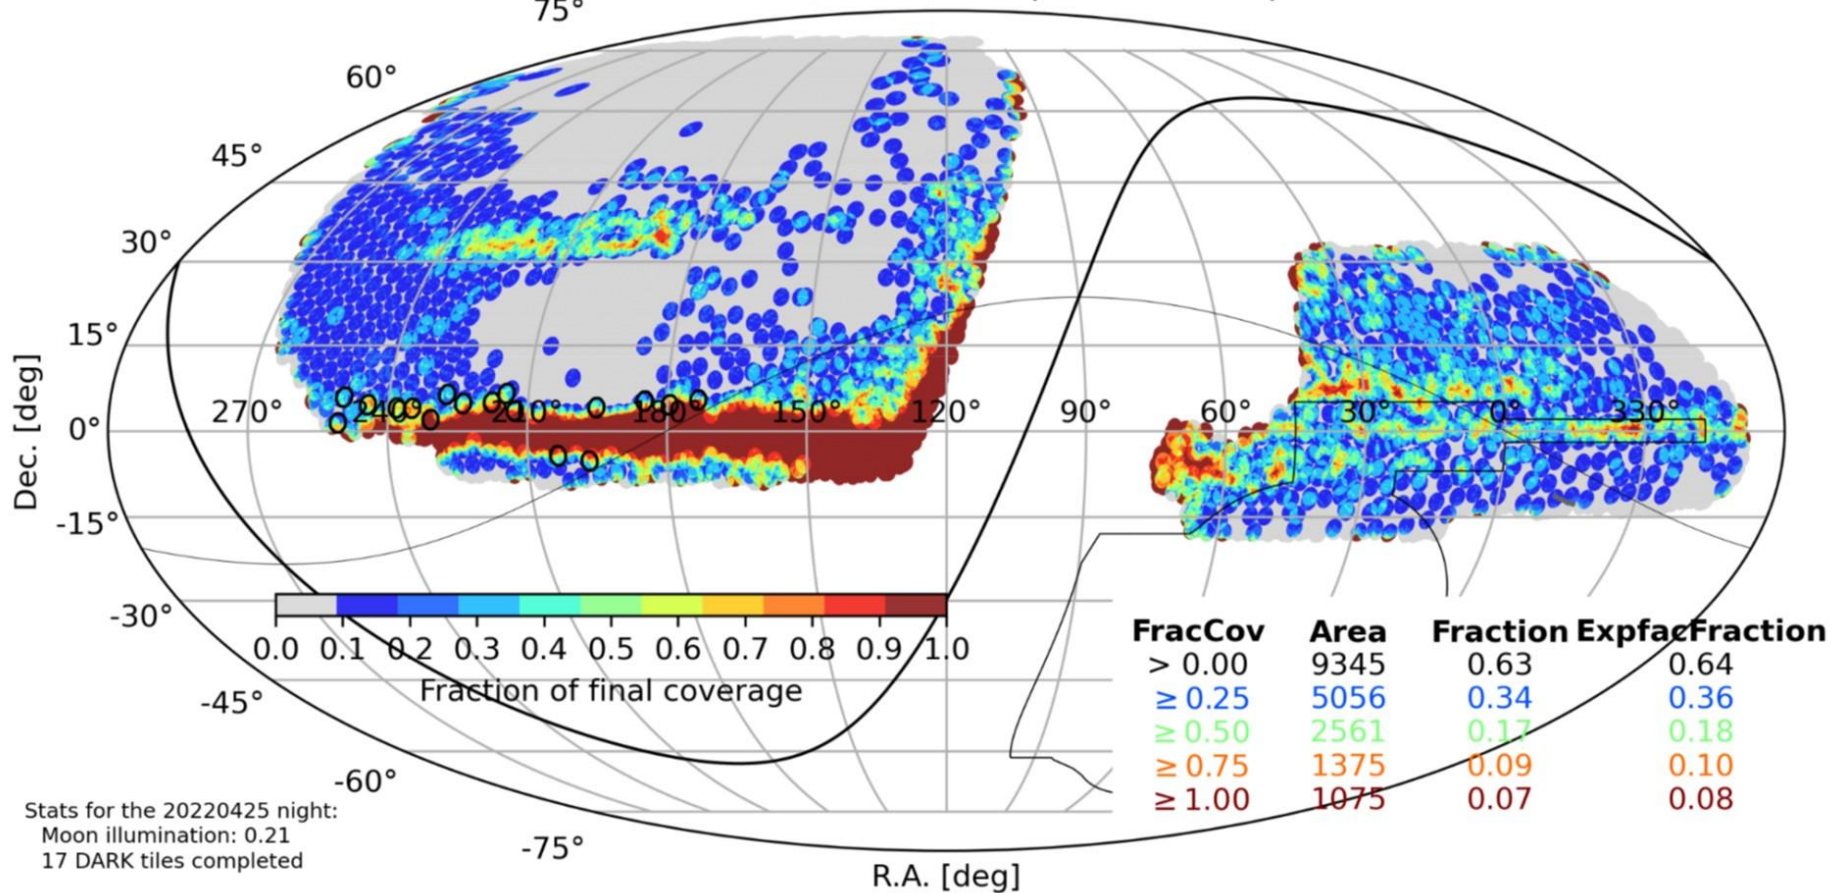 75°
60°
45°
30°
15°
270° 240° 210° 180° 150° 120° 90° 60° 30° 0° 330°
0°
Dec. [deg]
-15°
-30°
0.0 0.1 0.2 0.3 0.4 0.5 0.6 0.7 0.8 0.9 1.0
Fraction of final coverage
-45°
-60°
-75°
FracCov Area Fraction ExpfacFraction
> 0.00 9345 0.63 0.64
≥ 0.25 5056 0.34 0.36
≥ 0.50 2561 0.17 0.18
≥ 0.75 1375 0.09 0.10
≥ 1.00 1075 0.07 0.08
Stats for the 20220425 night:
Moon illumination: 0.21
17 DARK tiles completed
R.A. [deg]